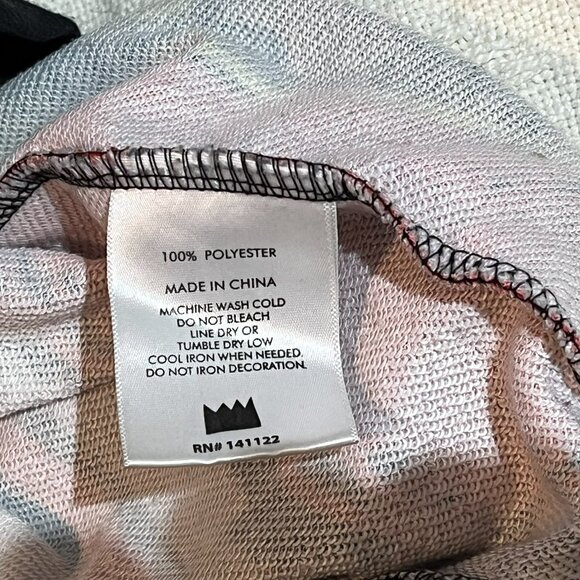 100% POLYESTER
MADE IN CHINA
MACHINE WASH COLD
DO NOT BLEACH
LINE DRY OR
TUMBLE DRY LOW
COOL IRON WHEN NEEDED.
DO NOT IRON DECORATION.
RN# 141122